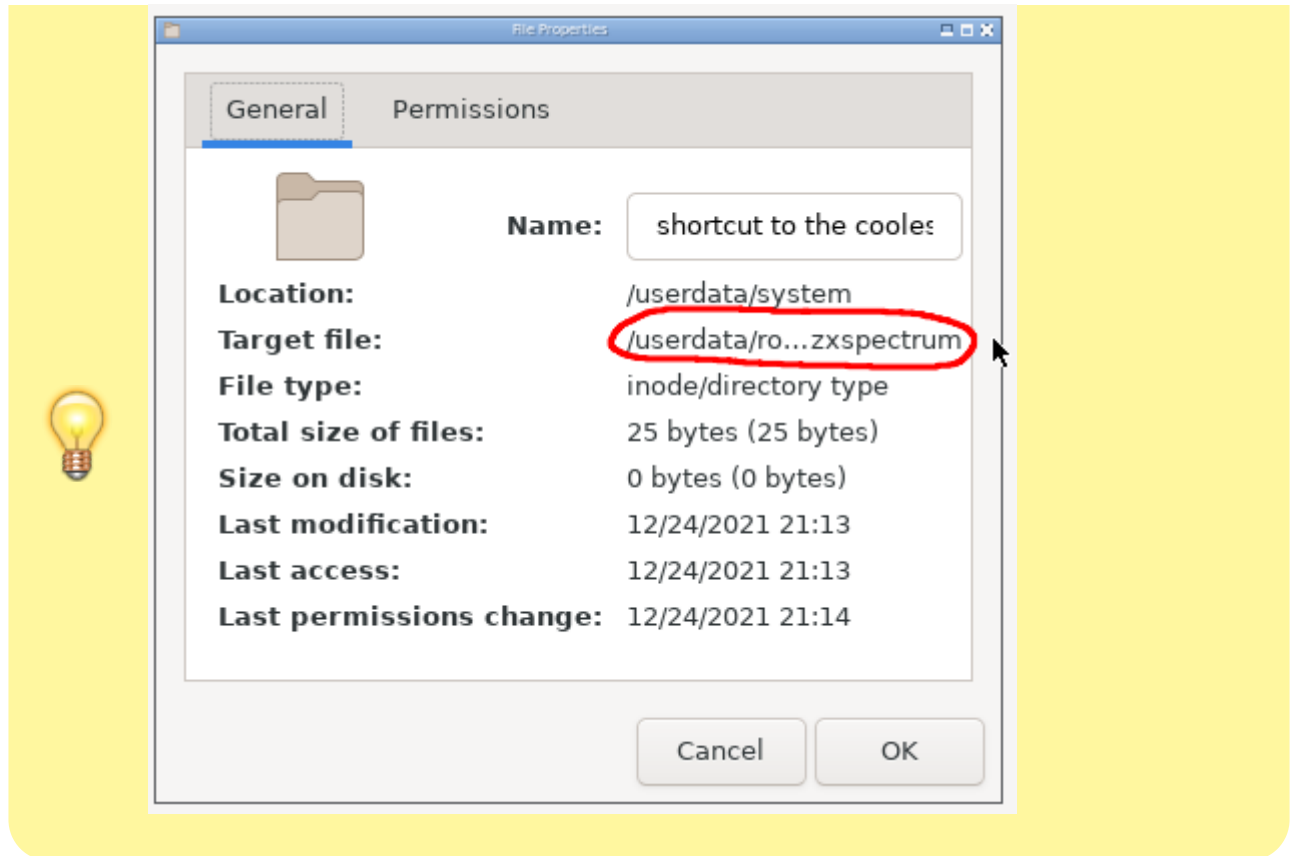 File Properties
General Permissions
Name: shortcut to the cooles
Location: /userdata/system
Target file: /userdata/ro...zxspectrum
File type: inode/directory type
Total size of files: 25 bytes (25 bytes)
Size on disk: 0 bytes (0 bytes)
Last modification: 12/24/2021 21:13
Last access: 12/24/2021 21:13
Last permissions change: 12/24/2021 21:14
Cancel OK